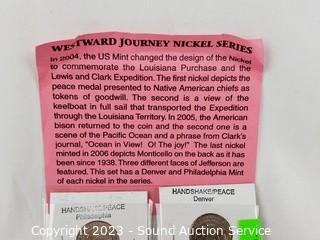 WESTWARD JOURNEY NICKEL SERIES
In 2004, the US Mint changed the design of the Nickel
to commemorate the Louisiana Purchase and the
Lewis and Clark Expedition. The first nickel depicts the
peace medal presented to Native American chiefs as
tokens of goodwill. The second is a view of the
keelboat in full sail that transported the Expedition
through the Louisiana Territory. In 2005, the American
bison returned to the coin and the second one is a
scene of the Pacific Ocean and a phrase from Clark's
journal, "Ocean in View! O! The joy!" The last nickel
minted in 2006 depicts Monticello on the back as it has
been since 1938. Three different faces of Jefferson are
featured. This set has a Denver and Philadelphia Mint
of each nickel in the series.
HANDSHAKE/PEACE
Denver
HANDSHAKE/PEACE
Philadelphia
Copyright 2023 - Sound Auction Service